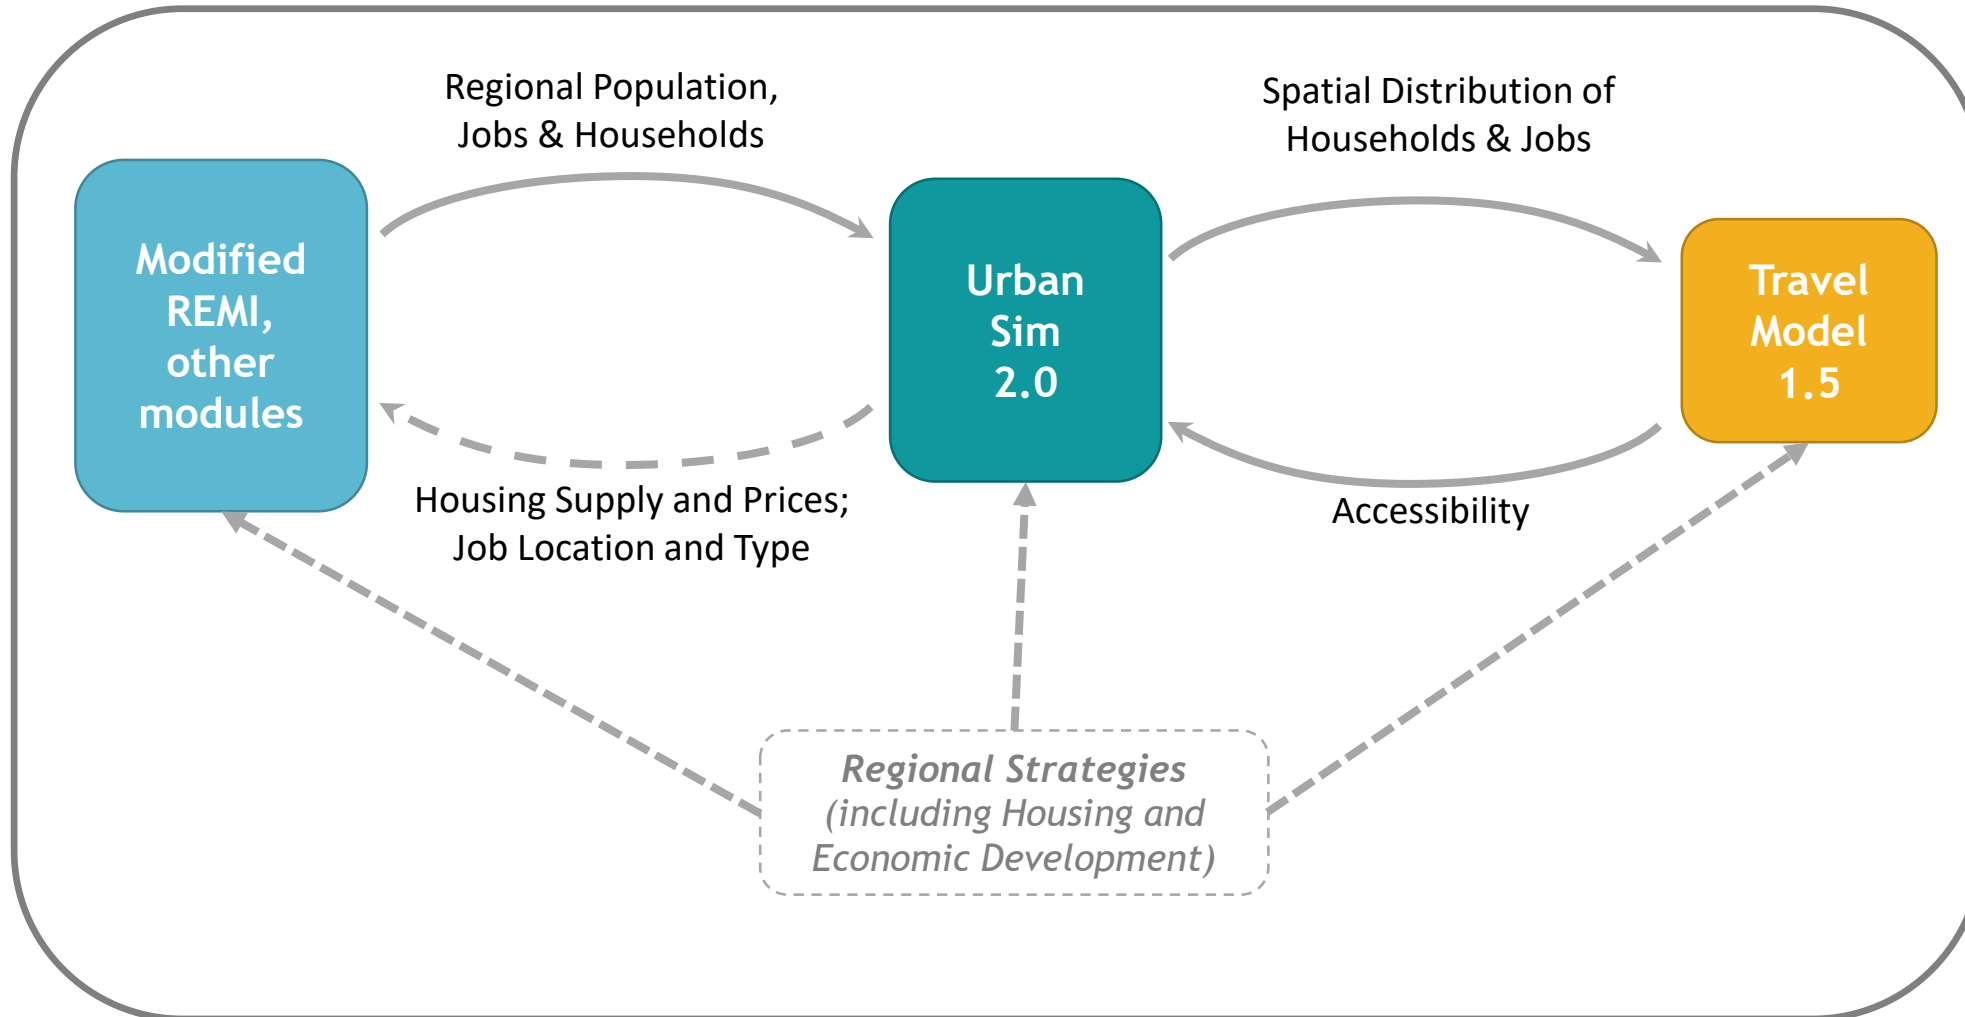 Regional Population,
Jobs & Households
Spatial Distribution of
Households & Jobs
Modified
REMI,
other
modules
Urban
Sim
2.0
Travel
Model
1.5
Housing Supply and Prices;
Job Location and Type
Accessibility
Regional Strategies
(including Housing and
Economic Development)